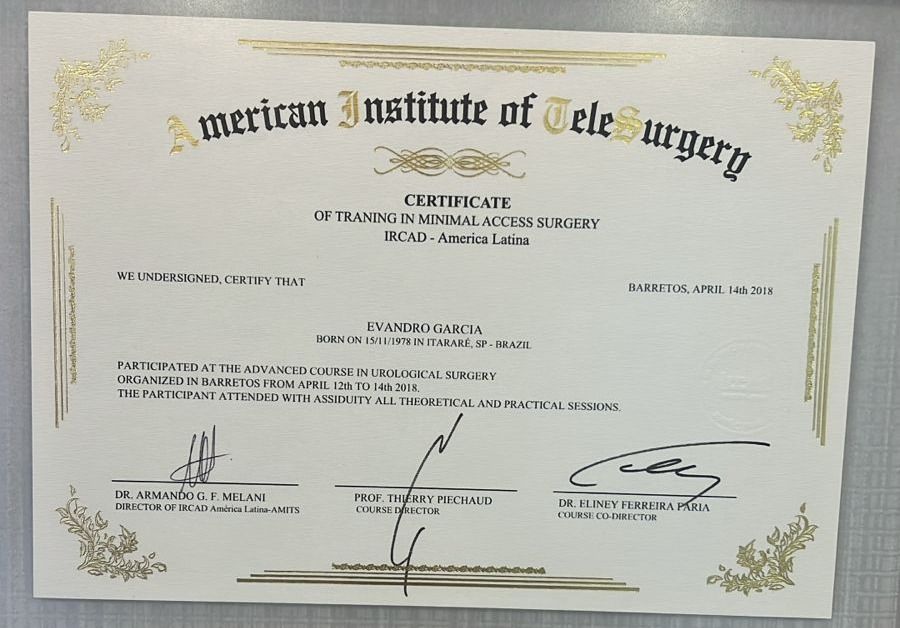 American Institute of TeleSurgery
CERTIFICATE
OF TRANING IN MINIMAL ACCESS SURGERY
IRCAD - America Latina
WE UNDERSIGNED, CERTIFY THAT
BARRETOS, APRIL 14th 2018
EVANDRO GARCIA
BORN ON 15/11/1978 IN ITARARÉ, SP - BRAZIL
PARTICIPATED AT THE ADVANCED COURSE IN UROLOGICAL SURGERY
ORGANIZED IN BARRETOS FROM APRIL 12th TO 14th 2018.
THE PARTICIPANT ATTENDED WITH ASSIDUITY ALL THEORETICAL AND PRACTICAL SESSIONS.
DR. ARMANDO G. F. MELANI
DIRECTOR OF IRCAD América Latina-AMITS
PROF. THIERRY PIECHAUD
COURSE DIRECTOR
DR. ELINEY FERREIRA FARIA
COURSE CO-DIRECTOR